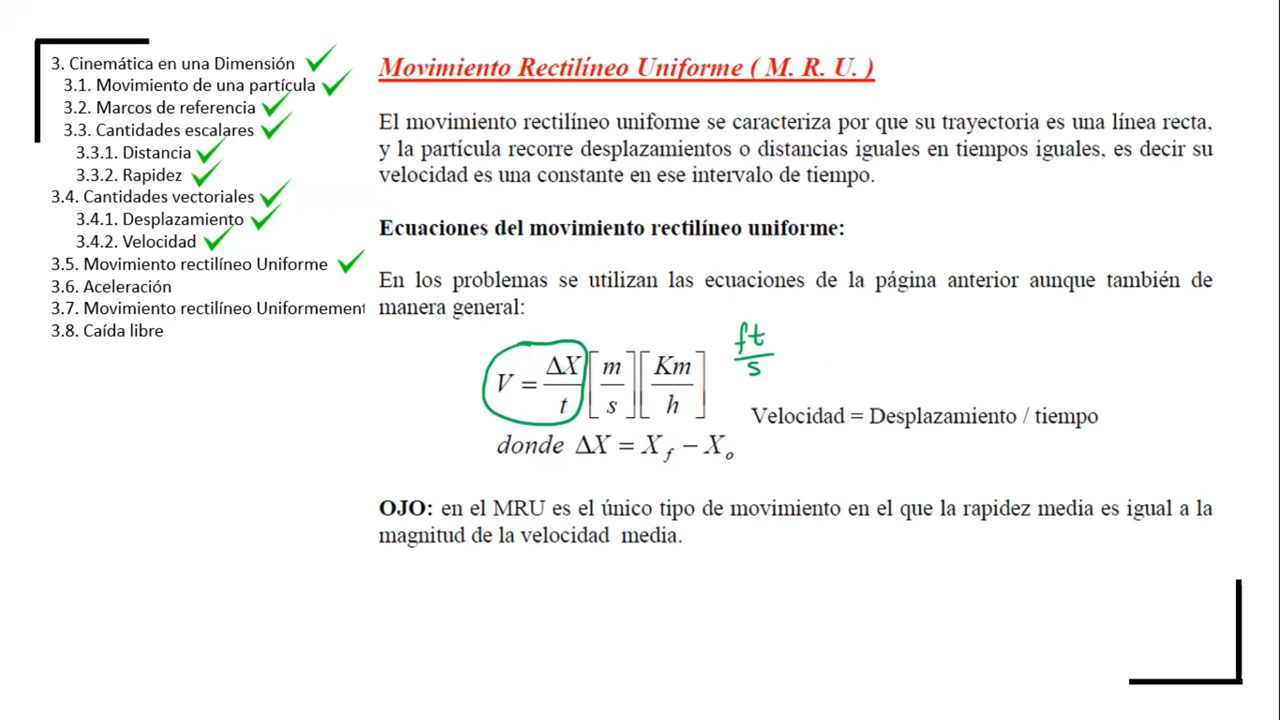 3. Cinemática en una Dimensión
3.1. Movimiento de una partícula
3.2. Marcos de referencia
3.3. Cantidades escalares
3.3.1. Distancia
3.3.2. Rapidez
3.4. Cantidades vectoriales
3.4.1. Desplazamiento
3.4.2. Velocidad
3.5. Movimiento rectilíneo Uniforme
3.6. Aceleración
3.7. Movimiento rectilíneo Uniformement
3.8. Caída libre
Movimiento Rectilíneo Uniforme ( M. R. U. )
El movimiento rectilíneo uniforme se caracteriza por que su trayectoria es una línea recta,
y la partícula recorre desplazamientos o distancias iguales en tiempos iguales, es decir su
velocidad es una constante en ese intervalo de tiempo.
Ecuaciones del movimiento rectilíneo uniforme:
En los problemas se utilizan las ecuaciones de la página anterior aunque también de
manera general:
V = ΔX/t [m/s] [Km/h] ft/s
Velocidad = Desplazamiento / tiempo
donde ΔX = X_f − X_o
OJO: en el MRU es el único tipo de movimiento en el que la rapidez media es igual a la
magnitud de la velocidad media.